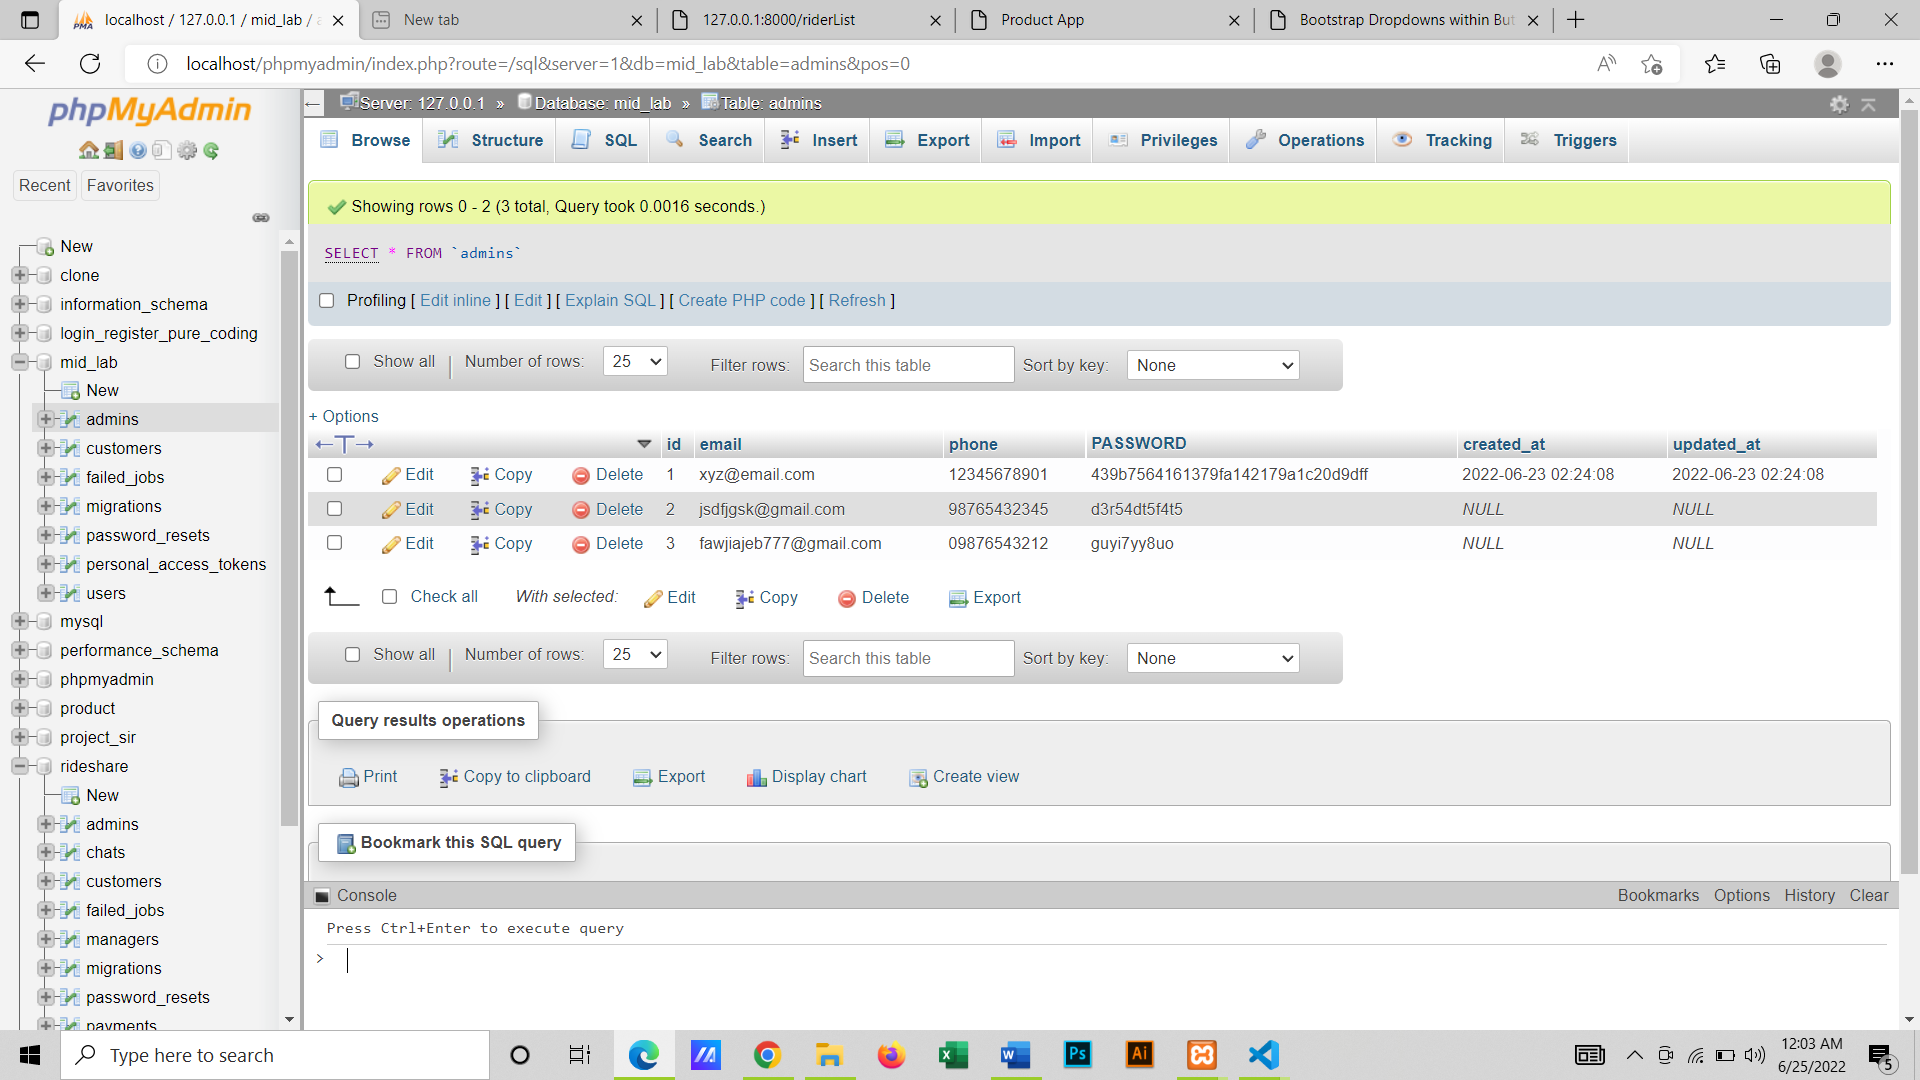 localhost / 127.0.0.1 / mid_lab / a
New tab
127.0.0.1:8000/riderList
Product App
Bootstrap Dropdowns within But
localhost/phpmyadmin/index.php?route=/sql&server=1&db=mid_lab&table=admins&pos=0
phpMyAdmin
Recent Favorites
New
clone
information_schema
login_register_pure_coding
mid_lab
New
admins
customers
failed_jobs
migrations
password_resets
personal_access_tokens
users
mysql
performance_schema
phpmyadmin
product
project_sir
rideshare
New
admins
chats
customers
failed_jobs
managers
migrations
password_resets
payments
Server: 127.0.0.1 » Database: mid_lab » Table: admins
Browse Structure SQL Search Insert Export Import Privileges Operations Tracking Triggers
Showing rows 0 - 2 (3 total, Query took 0.0016 seconds.)
SELECT * FROM `admins`
Profiling [ Edit inline ] [ Edit ] [ Explain SQL ] [ Create PHP code ] [ Refresh ]
Show all | Number of rows: 25 Filter rows: Search this table Sort by key: None
+ Options
←T→ id email phone PASSWORD created_at updated_at
Edit Copy Delete 1 xyz@email.com 12345678901 439b7564161379fa142179a1c20d9dff 2022-06-23 02:24:08 2022-06-23 02:24:08
Edit Copy Delete 2 jsdfjgsk@gmail.com 98765432345 d3r54dt5f4t5 NULL NULL
Edit Copy Delete 3 fawjiajeb777@gmail.com 09876543212 guyi7yy8uo NULL NULL
Check all With selected: Edit Copy Delete Export
Show all | Number of rows: 25 Filter rows: Search this table Sort by key: None
Query results operations
Print Copy to clipboard Export Display chart Create view
Bookmark this SQL query
Console Bookmarks Options History Clear
Press Ctrl+Enter to execute query
>
Type here to search
Ps
Ai
12:03 AM
6/25/2022
5